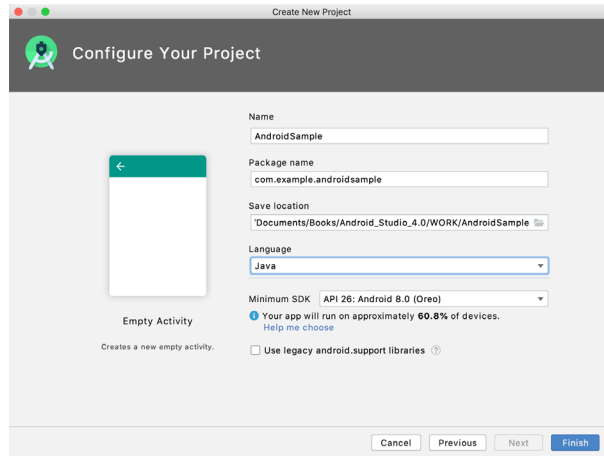 Create New Project
Configure Your Project
Name
AndroidSample
Package name
com.example.androidsample
Save location
'Documents/Books/Android_Studio_4.0/WORK/AndroidSample
Language
Java
Minimum SDK API 26: Android 8.0 (Oreo)
Your app will run on approximately 60.8% of devices.
Help me choose
Use legacy android.support libraries ?
Empty Activity
Creates a new empty activity.
Cancel Previous Next Finish